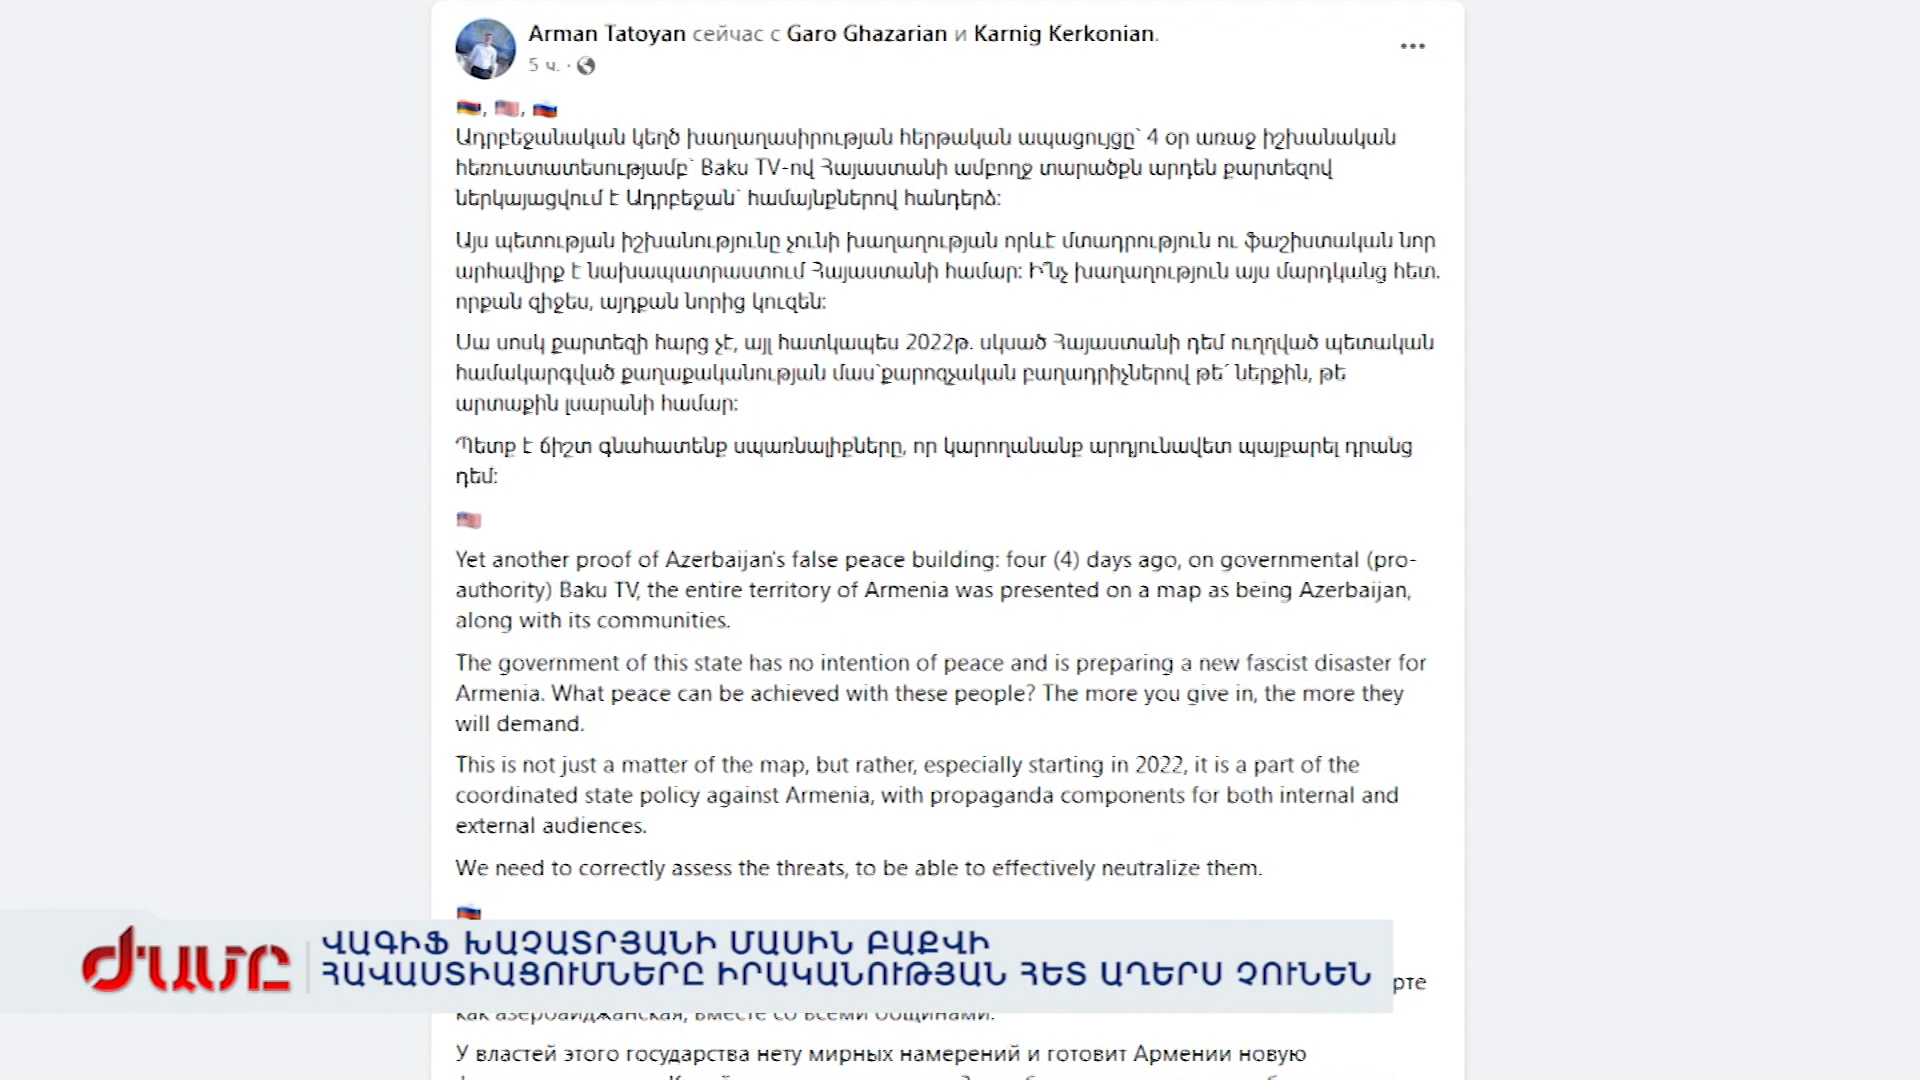 Arman Tatoyan сейчас с Garo Ghazarian и Karnig Kerkonian.
5 ч. ·
🇦🇲, 🇺🇸, 🇷🇺
Ադրբեջանական կեղծ խաղաղասիրության հերթական ապացույցը՝ 4 օր առաջ իշխանական
հեռուստատեսությամբ՝ Baku TV-ով Հայաստանի ամբողջ տարածքն արդեն քարտեզով
ներկայացվում է Ադրբեջան՝ համայնքներով հանդերձ:
Այս պետության իշխանությունը չունի խաղաղության որևէ մտադրություն ու ֆաշիստական նոր
արհավիրք է նախապատրաստում Հայաստանի համար: Ի՞նչ խաղաղություն այս մարդկանց հետ.
որքան զիջես, այդքան նորից կուզեն:
Սա սոսկ քարտեզի հարց չէ, այլ հատկապես 2022թ. սկսած Հայաստանի դեմ ուղղված պետական
համակարգված քաղաքականության մաս՝քարոզչական բաղադրիչներով թե՛ ներքին, թե
արտաքին լսարանի համար:
Պետք է ճիշտ գնահատենք սպառնալիքները, որ կարողանանք արդյունավետ պայքարել դրանց
դեմ:
🇺🇸
Yet another proof of Azerbaijan's false peace building: four (4) days ago, on governmental (pro-
authority) Baku TV, the entire territory of Armenia was presented on a map as being Azerbaijan,
along with its communities.
The government of this state has no intention of peace and is preparing a new fascist disaster for
Armenia. What peace can be achieved with these people? The more you give in, the more they
will demand.
This is not just a matter of the map, but rather, especially starting in 2022, it is a part of the
coordinated state policy against Armenia, with propaganda components for both internal and
external audiences.
We need to correctly assess the threats, to be able to effectively neutralize them.
ԺԱՄԸ
ՎԱԳԻՖ ԽԱՉԱՏՐՅԱՆԻ ՄԱՍԻՆ ԲԱՔՎԻ
ՀԱՎԱՍՏԻԱՑՈՒՄՆԵՐԸ ԻՐԱԿԱՆՈՒԹՅԱՆ ՀԵՏ ԱՂԵՐՍ ՉՈՒՆԵՆ
рте
как азербайджанская, вместе со всеми общинами.
У властей этого государства нету мирных намерений и готовит Армении новую